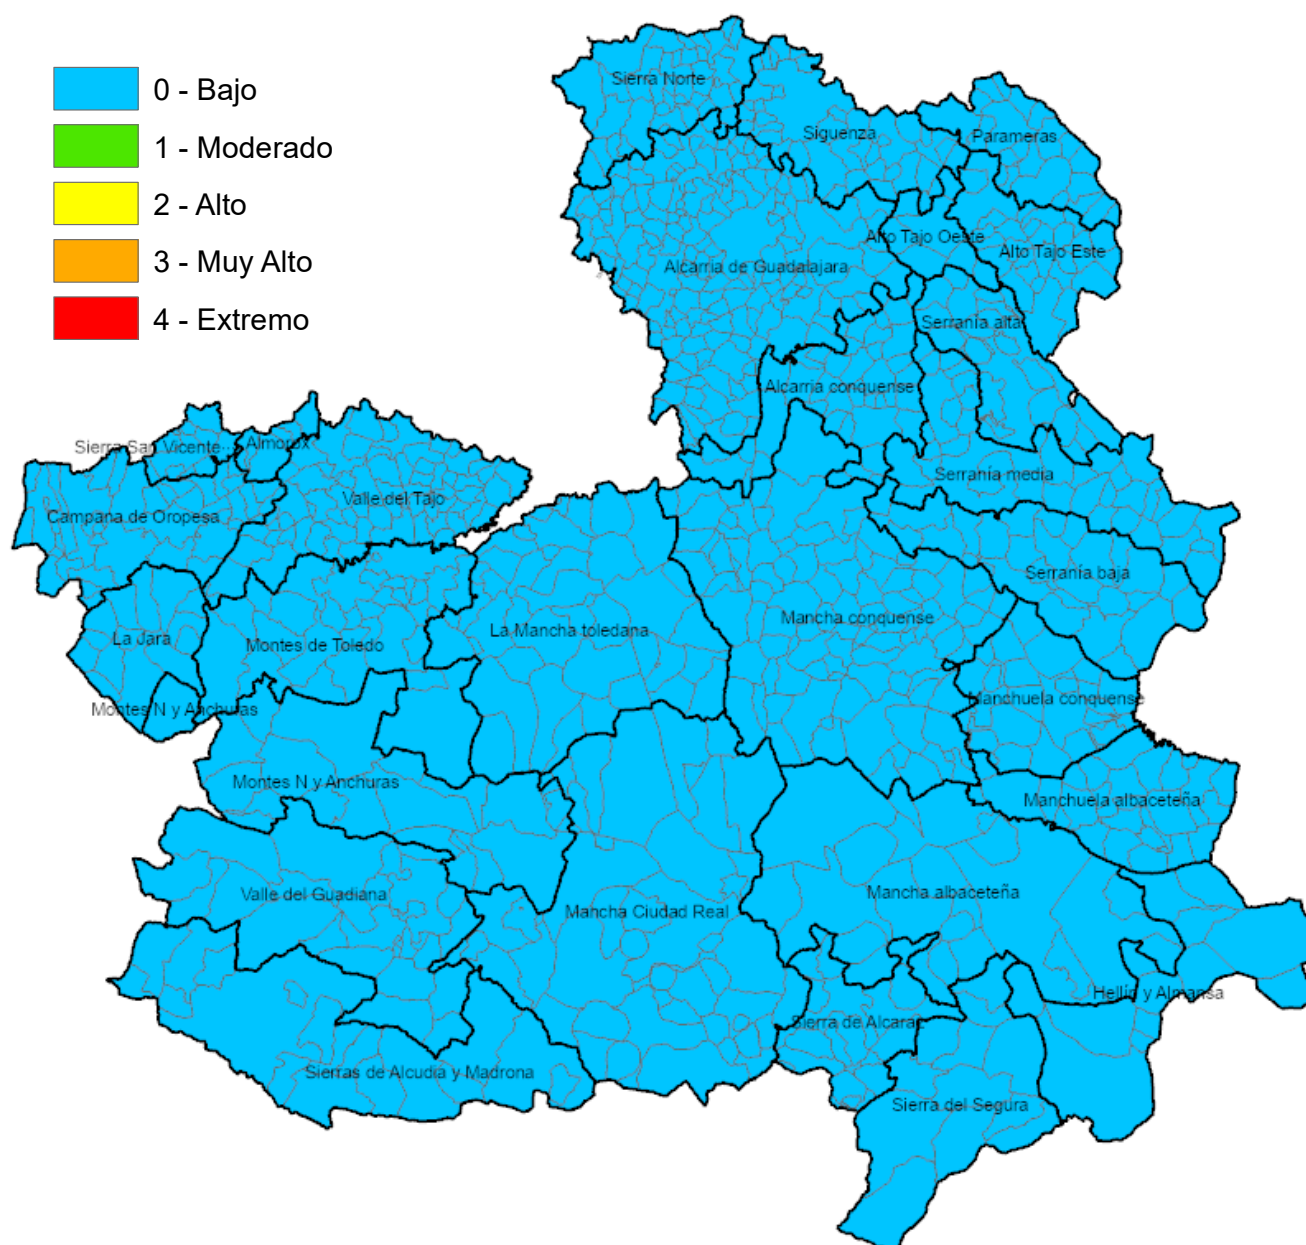 0 - Bajo
1 - Moderado
2 - Alto
3 - Muy Alto
4 - Extremo
Sierra Norte
Siguenza
Parameras
Alto Tajo Oeste
Alto Tajo Este
Alcarria de Guadalajara
Serranía alta
Alcarria conquense
Sierra San Vicente
Almorox
Serranía media
Valle del Tajo
Campana de Oropesa
Serranía baja
Mancha conquense
La Mancha toledana
La Jara
Montes de Toledo
Manchuela conquense
Montes N y Anchuras
Montes N y Anchuras
Manchuela albaceteña
Mancha albaceteña
Valle del Guadiana
Mancha Ciudad Real
Hellín y Almansa
Sierra de Alcaraz
Sierras de Alcudia y Madrona
Sierra del Segura